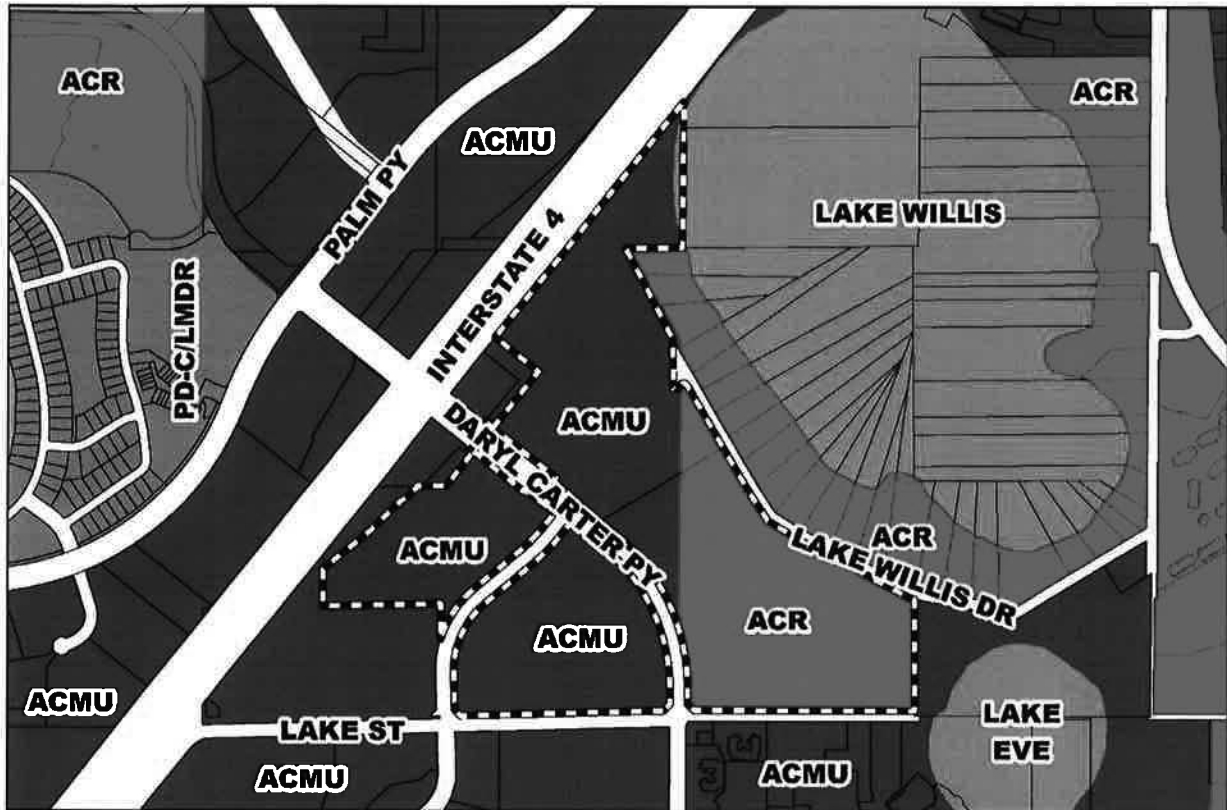 ACR
ACMU
ACR
PALM PY
LAKE WILLIS
INTERSTATE 4
PD-C/LMDR
ACMU
DARYL CARTER PY
ACMU
ACR
LAKE WILLIS DR
ACMU
ACR
ACMU
LAKE ST
LAKE
EVE
ACMU
ACMU